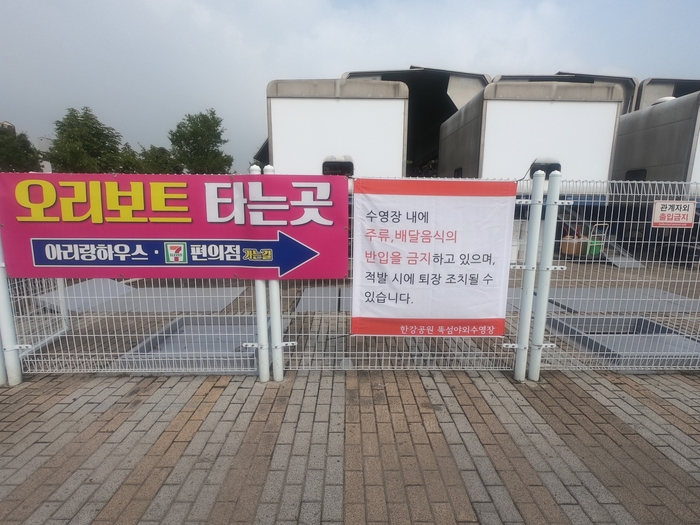 오리보트 타는곳
아리랑하우스 · 7 ELEVEN 편의점 가는길
수영장 내에
주류,배달음식의
반입을 금지하고 있으며,
적발 시에 퇴장 조치될 수
있습니다.
한강공원 뚝섬야외수영장
관계자외
출입금지